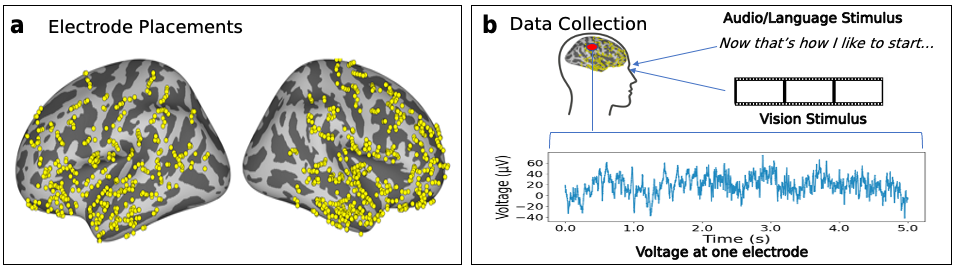 a Electrode Placements
b Data Collection
Audio/Language Stimulus
Now that's how I like to start...
Vision Stimulus
Voltage (μV)
60
40
20
0
−20
−40
0.0 1.0 2.0 3.0 4.0 5.0
Time (s)
Voltage at one electrode